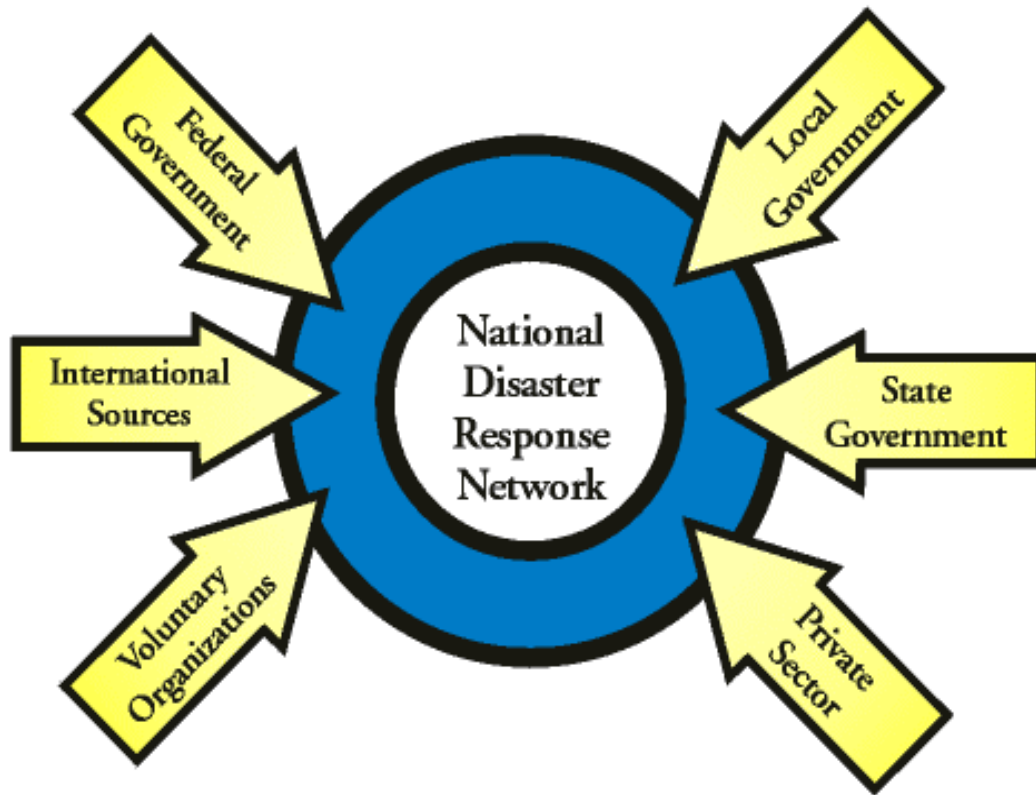 Federal
Government
Local
Government
International
Sources
National
Disaster
Response
Network
State
Government
Voluntary
Organizations
Private
Sector